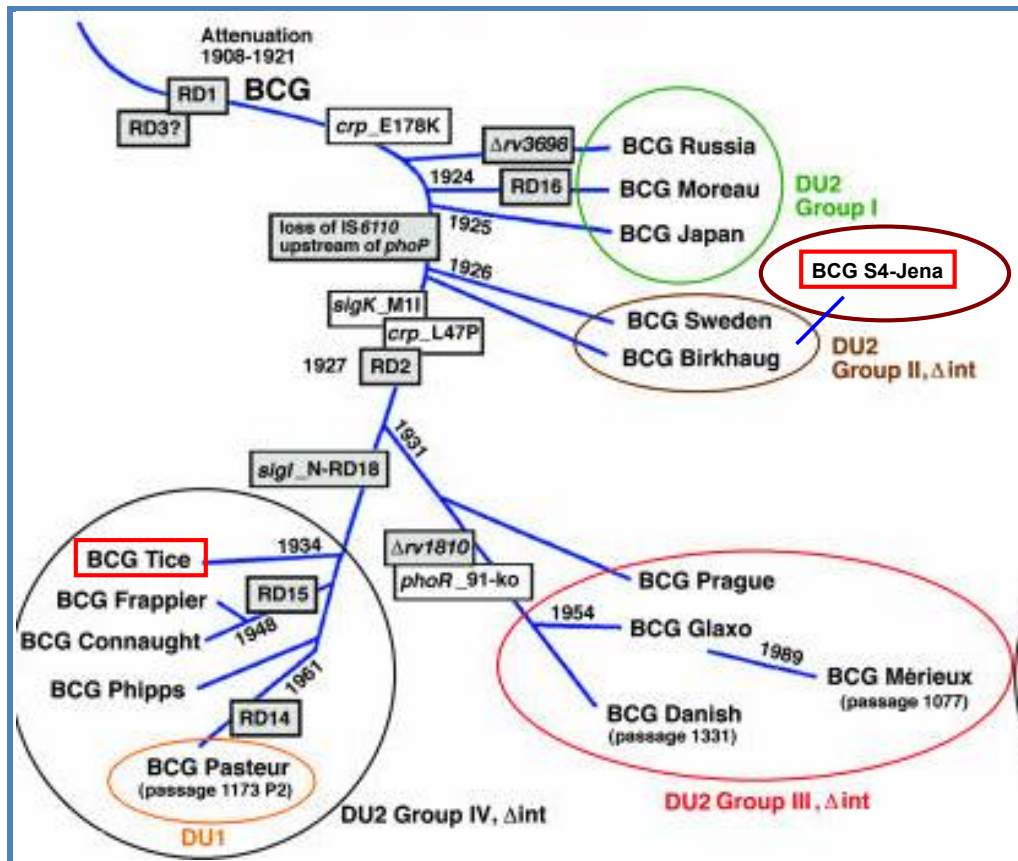 Attenuation
1908-1921
RD1
BCG
RD3?
crp_E178K
Δrv3698
BCG Russia
1924
RD16
BCG Moreau
DU2
Group I
1925
BCG Japan
loss of IS6110
upstream of phoP
1926
BCG S4-Jena
sigK_M1I
crp_L47P
BCG Sweden
BCG Birkhaug
DU2
Group II, Δint
1927
RD2
1931
sigI_N-RD18
BCG Tice
1934
Δrv1810
phoR_91-ko
BCG Prague
BCG Frappier
RD15
1948
BCG Connaught
1954
BCG Glaxo
1989
BCG Mérieux
(passage 1077)
BCG Phipps
1961
RD14
BCG Danish
(passage 1331)
BCG Pasteur
(passage 1173 P2)
DU1
DU2 Group IV, Δint
DU2 Group III, Δint